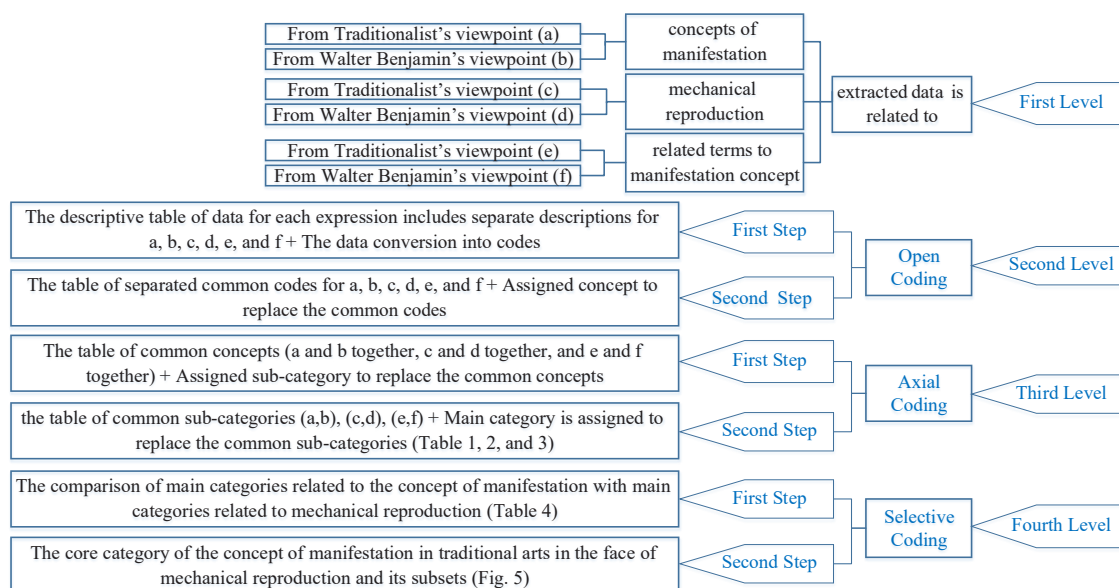 From Traditionalist's viewpoint (a)
From Walter Benjamin's viewpoint (b)
concepts of
manifestation
From Traditionalist's viewpoint (c)
From Walter Benjamin's viewpoint (d)
mechanical
reproduction
extracted data is
related to
First Level
From Traditionalist's viewpoint (e)
From Walter Benjamin's viewpoint (f)
related terms to
manifestation concept
The descriptive table of data for each expression includes separate descriptions for
a, b, c, d, e, and f + The data conversion into codes
First Step
The table of separated common codes for a, b, c, d, e, and f + Assigned concept to
replace the common codes
Second Step
Open
Coding
Second Level
The table of common concepts (a and b together, c and d together, and e and f
together) + Assigned sub-category to replace the common concepts
First Step
the table of common sub-categories (a,b), (c,d), (e,f) + Main category is assigned to
replace the common sub-categories (Table 1, 2, and 3)
Second Step
Axial
Coding
Third Level
The comparison of main categories related to the concept of manifestation with main
categories related to mechanical reproduction (Table 4)
First Step
The core category of the concept of manifestation in traditional arts in the face of
mechanical reproduction and its subsets (Fig. 5)
Second Step
Selective
Coding
Fourth Level